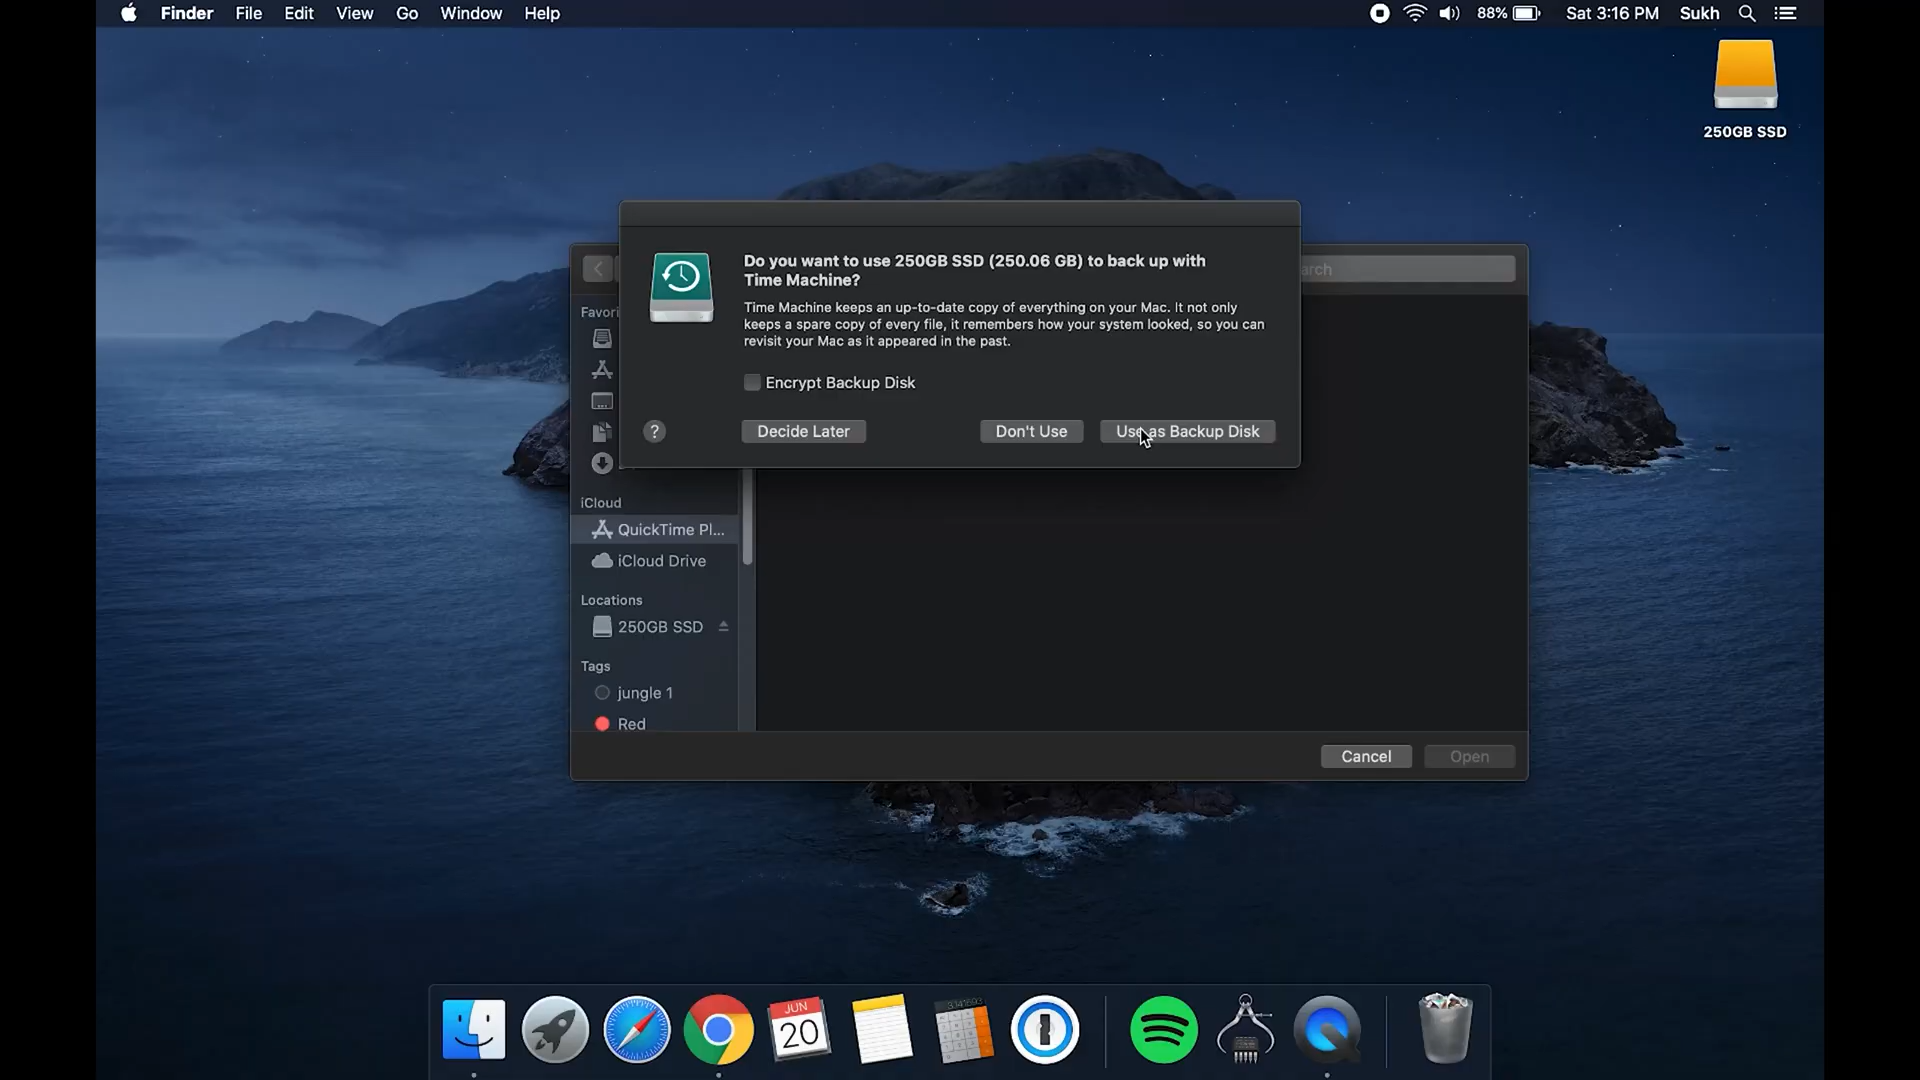 Finder File Edit View Go Window Help
88% Sat 3:16 PM Sukh
250GB SSD
Do you want to use 250GB SSD (250.06 GB) to back up with
Time Machine?
Time Machine keeps an up-to-date copy of everything on your Mac. It not only
keeps a spare copy of every file, it remembers how your system looked, so you can
revisit your Mac as it appeared in the past.
Encrypt Backup Disk
? Decide Later Don't Use Use as Backup Disk
arch
Favori
iCloud
QuickTime Pl...
iCloud Drive
Locations
250GB SSD
Tags
jungle 1
Red
Cancel Open
JUN
20